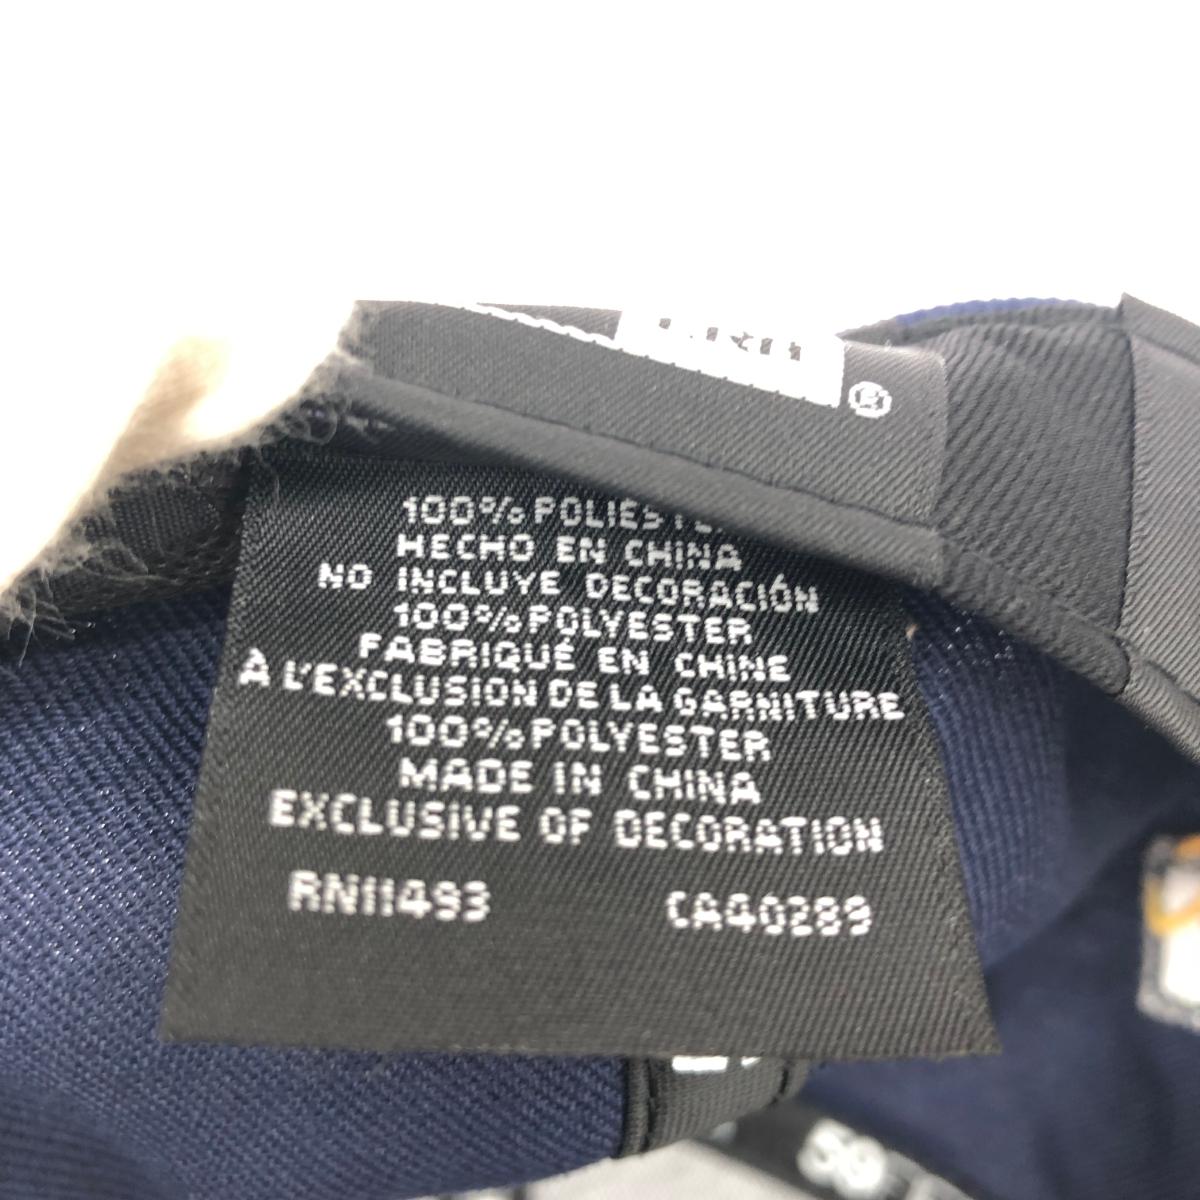 ®
100% POLIESTER
HECHO EN CHINA
NO INCLUYE DECORACIÓN
100% POLYESTER
FABRIQUÉ EN CHINE
À L'EXCLUSION DE LA GARNITURE
100% POLYESTER
MADE IN CHINA
EXCLUSIVE OF DECORATION
RN11493 CA40289